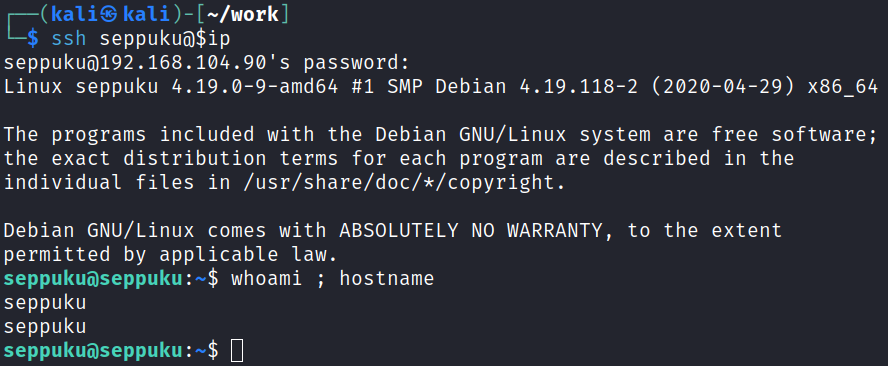 ┌──(kali㉿kali)-[~/work]
└─$ ssh seppuku@$ip
seppuku@192.168.104.90's password:
Linux seppuku 4.19.0-9-amd64 #1 SMP Debian 4.19.118-2 (2020-04-29) x86_64

The programs included with the Debian GNU/Linux system are free software;
the exact distribution terms for each program are described in the
individual files in /usr/share/doc/*/copyright.

Debian GNU/Linux comes with ABSOLUTELY NO WARRANTY, to the extent
permitted by applicable law.
seppuku@seppuku:~$ whoami ; hostname
seppuku
seppuku
seppuku@seppuku:~$